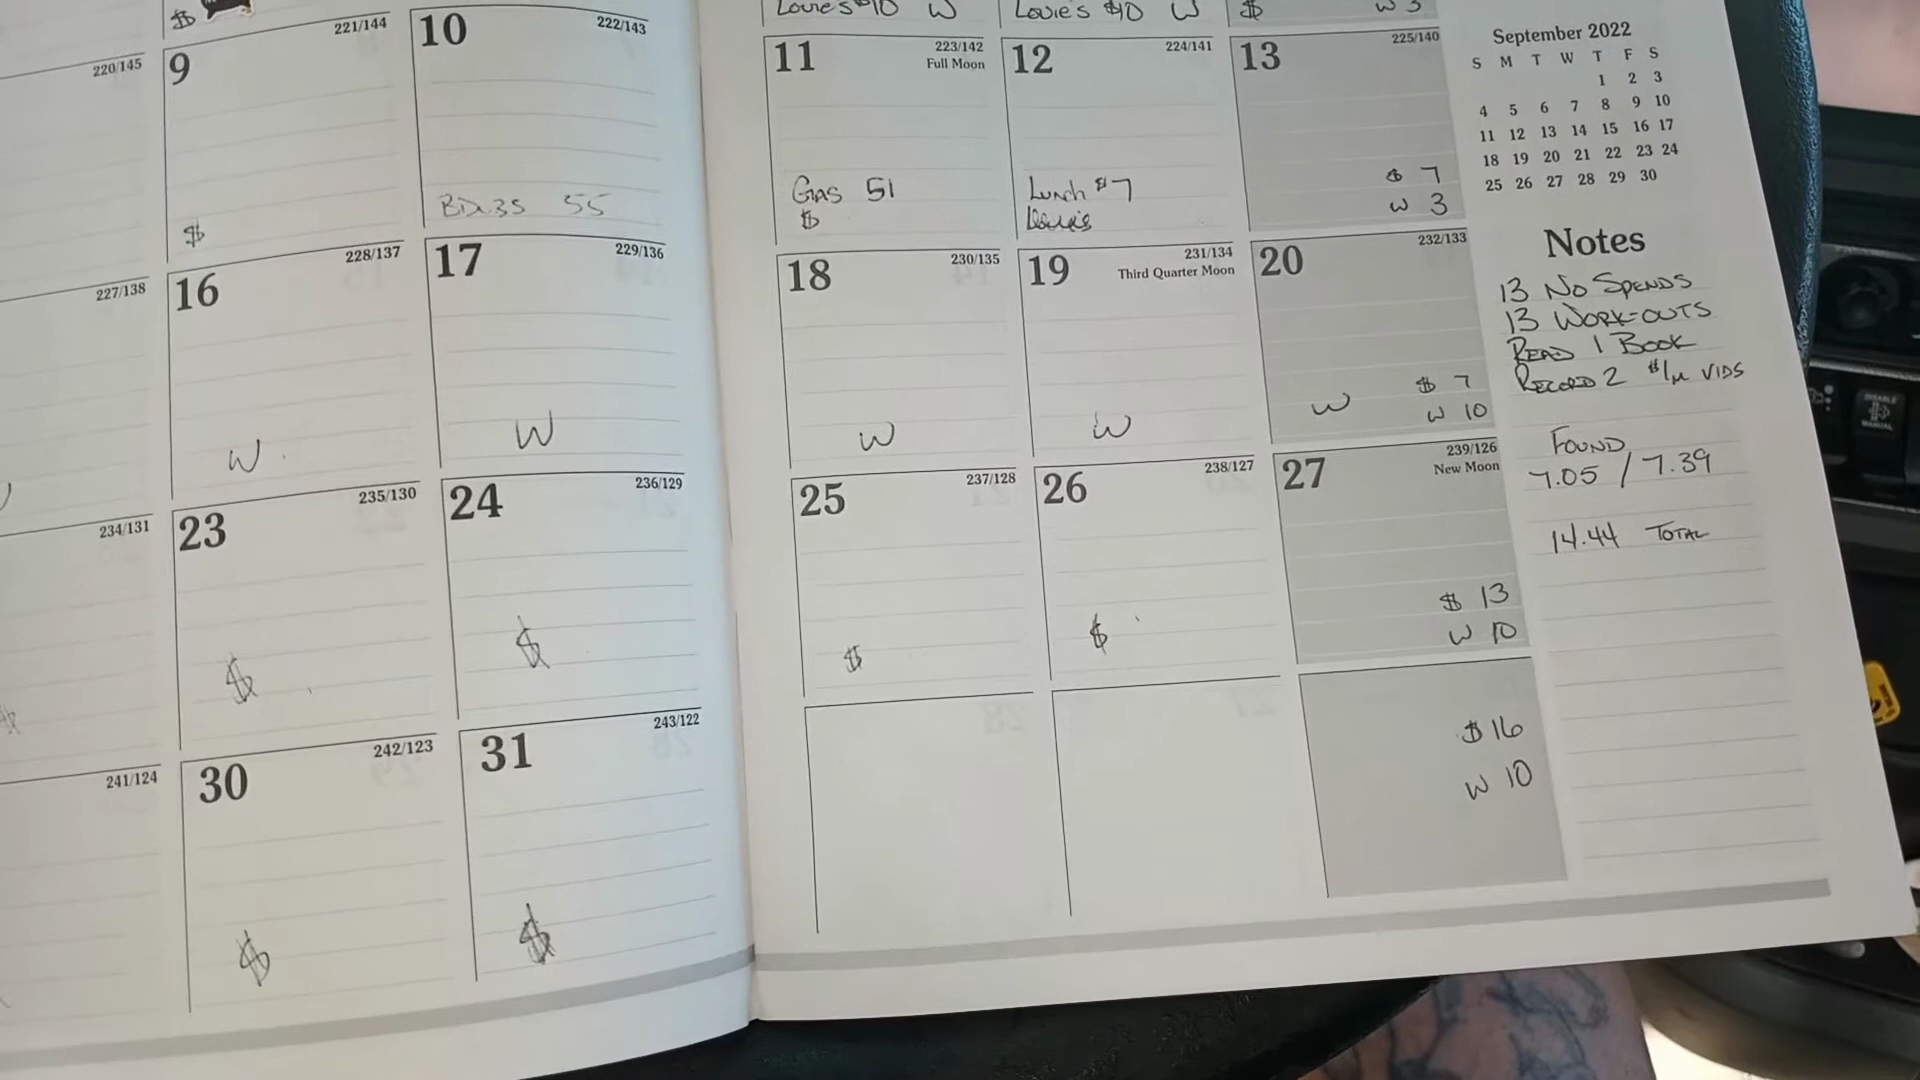 $
Lovie's $10 W
Lovie's $10 W
$ W 3
220/145
9 221/144
$
10 222/143
55
11 223/142
Full Moon
Gas 51
$
12 224/141
Lunch $7
13 225/140
$ 7
W 3
227/138
16 228/137
W
17 229/136
W
18 230/135
W
19 231/134
Third Quarter Moon
W
20 232/133
$ 7
W W 10
234/131
$
23 235/130
$
24 236/129
$
25 237/128
$
26 238/127
$
27 239/126
New Moon
$ 13
W 10
241/124
30 242/123
$
31 243/122
$
$ 16
W 10
September 2022
S M T W T F S
1 2 3
4 5 6 7 8 9 10
11 12 13 14 15 16 17
18 19 20 21 22 23 24
25 26 27 28 29 30
Notes
13 No Spends
13 Work-outs
Read 1 Book
Record 2 $/M Vids
Found
7.05 / 7.39
14.44 Total
DISABLE
MANUAL